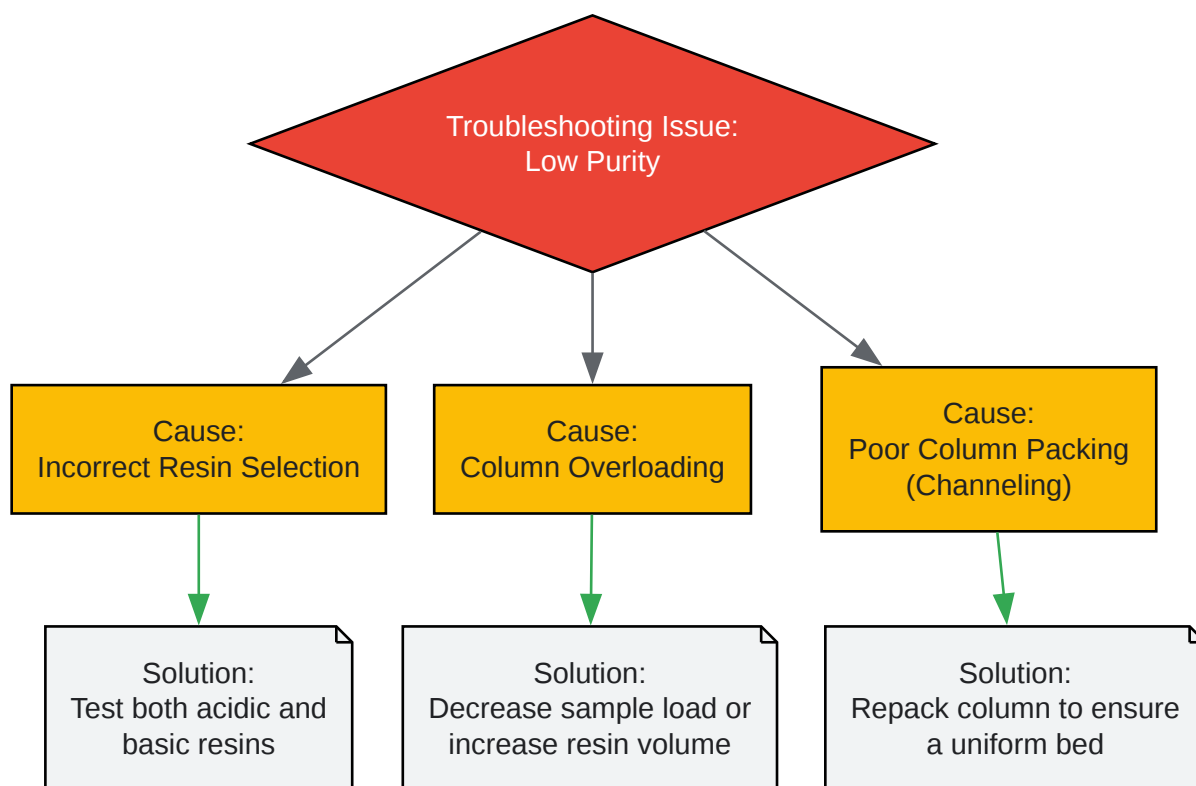 Troubleshooting Issue:
Low Purity
Cause:
Incorrect Resin Selection
Cause:
Column Overloading
Cause:
Poor Column Packing
(Channeling)
Solution:
Test both acidic and
basic resins
Solution:
Decrease sample load or
increase resin volume
Solution:
Repack column to ensure
a uniform bed